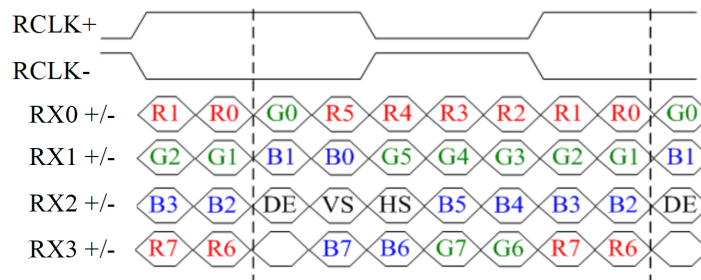 RCLK+
RCLK-
RX0 +/- R1 R0 G0 R5 R4 R3 R2 R1 R0 G0
RX1 +/- G2 G1 B1 B0 G5 G4 G3 G2 G1 B1
RX2 +/- B3 B2 DE VS HS B5 B4 B3 B2 DE
RX3 +/- R7 R6 B7 B6 G7 G6 R7 R6